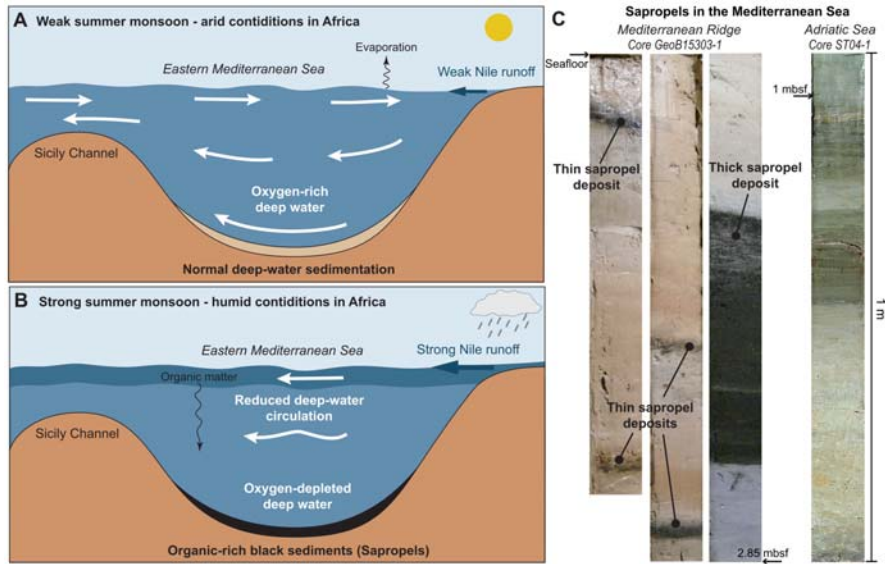 A Weak summer monsoon - arid contiditions in Africa
Evaporation
Eastern Mediterranean Sea
Weak Nile runoff
Sicily Channel
Oxygen-rich
deep water
Normal deep-water sedimentation
B Strong summer monsoon - humid contiditions in Africa
Eastern Mediterranean Sea
Strong Nile runoff
Organic matter
Reduced deep-water
circulation
Sicily Channel
Oxygen-depleted
deep water
Organic-rich black sediments (Sapropels)
C Sapropels in the Mediterranean Sea
Mediterranean Ridge
Core GeoB15303-1
Adriatic Sea
Core ST04-1
Seafloor
1 mbsf
Thin sapropel
deposit
Thick sapropel
deposit
Thin sapropel
deposits
1 m
2.85 mbsf